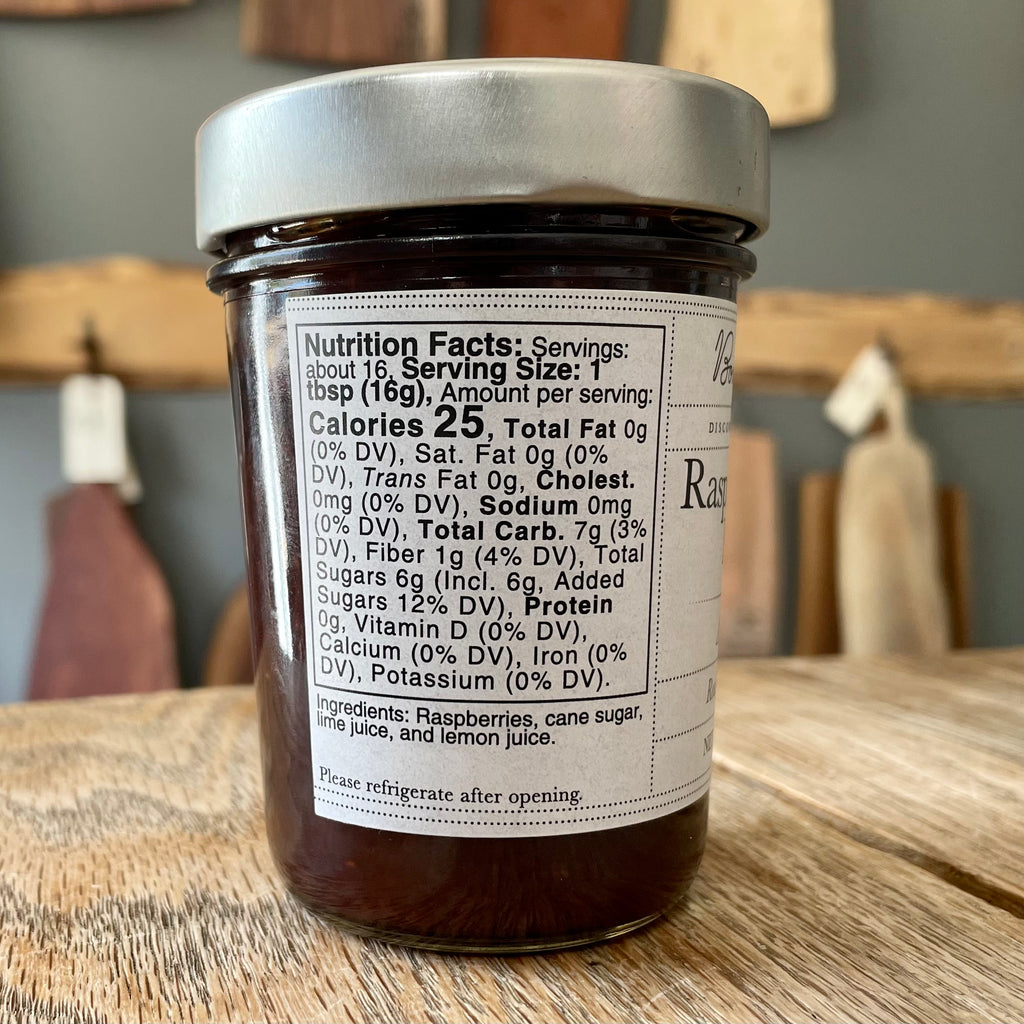 Nutrition Facts: Servings:
about 16, Serving Size: 1
tbsp (16g), Amount per serving:
Calories 25, Total Fat 0g
(0% DV), Sat. Fat 0g (0%
DV), Trans Fat 0g, Cholest.
0mg (0% DV), Sodium 0mg
(0% DV), Total Carb. 7g (3%
DV), Fiber 1g (4% DV), Total
Sugars 6g (Incl. 6g, Added
Sugars 12% DV), Protein
0g, Vitamin D (0% DV),
Calcium (0% DV), Iron (0%
DV), Potassium (0% DV).
Ingredients: Raspberries, cane sugar,
lime juice, and lemon juice.
Please refrigerate after opening.